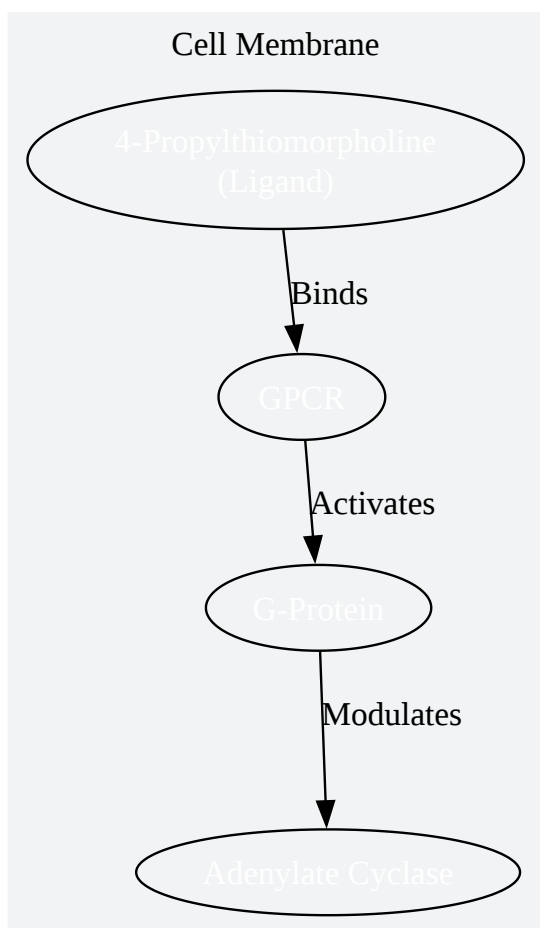 Cell Membrane
4-Propylthiomorpholine
(Ligand)
Binds
GPCR
Activates
G-Protein
Modulates
Adenylate Cyclase